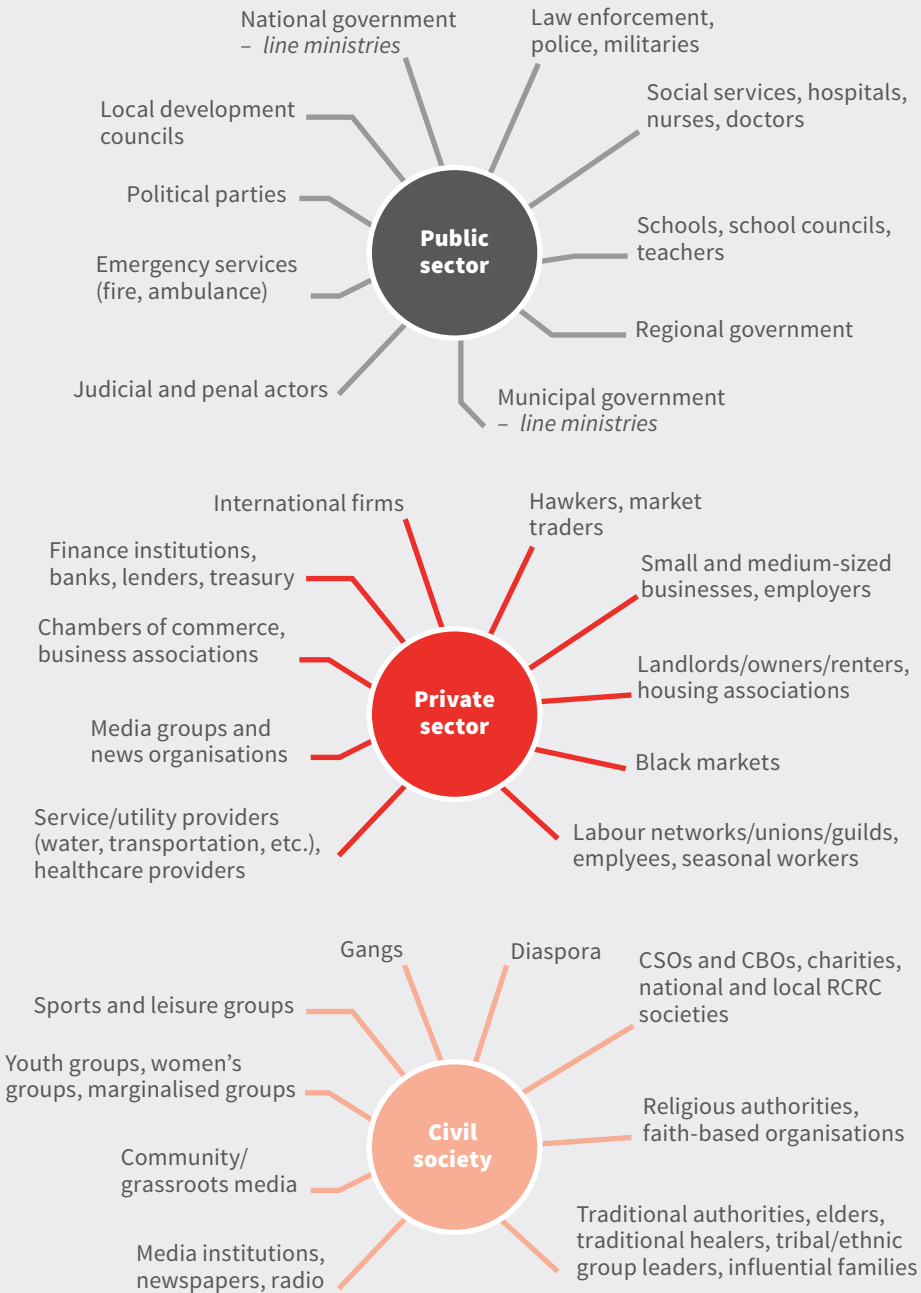 National government
– line ministries
Law enforcement,
police, militaries
Local development
councils
Social services, hospitals,
nurses, doctors
Political parties
Public
sector
Schools, school councils,
teachers
Emergency services
(fire, ambulance)
Regional government
Judicial and penal actors
Municipal government
– line ministries
International firms
Hawkers, market
traders
Finance institutions,
banks, lenders, treasury
Small and medium-sized
businesses, employers
Chambers of commerce,
business associations
Private
sector
Landlords/owners/renters,
housing associations
Media groups and
news organisations
Black markets
Service/utility providers
(water, transportation, etc.),
healthcare providers
Labour networks/unions/guilds,
emplyees, seasonal workers
Gangs
Diaspora
CSOs and CBOs, charities,
national and local RCRC
societies
Sports and leisure groups
Youth groups, women’s
groups, marginalised groups
Civil
society
Religious authorities,
faith-based organisations
Community/
grassroots media
Traditional authorities, elders,
traditional healers, tribal/ethnic
group leaders, influential families
Media institutions,
newspapers, radio